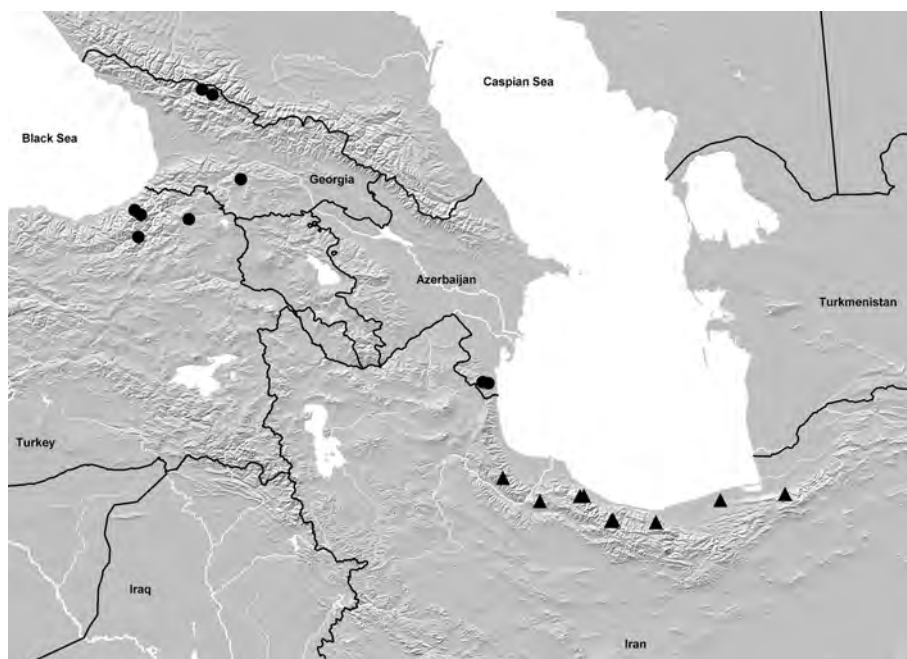 Caspian Sea
Black Sea
Georgia
Azerbaijan
Turkmenistan
Turkey
Iraq
Iran